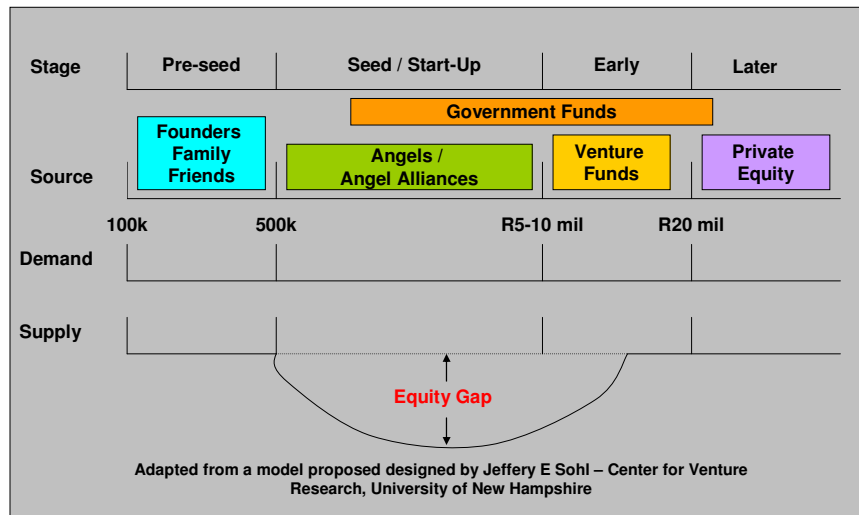 Stage
Pre-seed
Seed / Start-Up
Early
Later
Government Funds
Founders
Family
Friends
Angels /
Angel Alliances
Venture
Funds
Private
Equity
Source
100k
500k
R5-10 mil
R20 mil
Demand
Supply
Equity Gap
Adapted from a model proposed designed by Jeffery E Sohl – Center for Venture
Research, University of New Hampshire